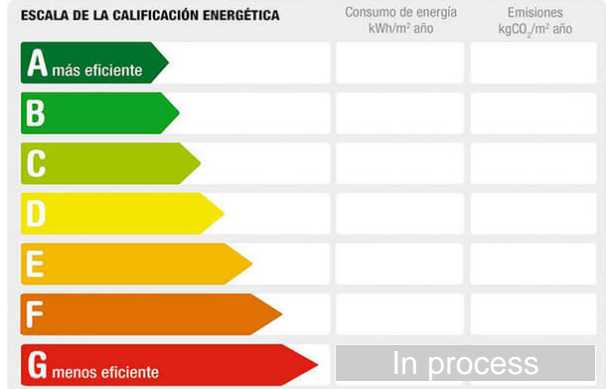 ESCALA DE LA CALIFICACIÓN ENERGÉTICA
Consumo de energía
kWh/m² año
Emisiones
kgCO₂/m² año
A más eficiente
B
C
D
E
F
G menos eficiente
In process